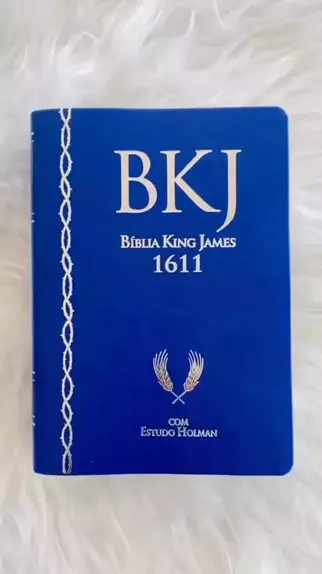 BKJ
BÍBLIA KING JAMES
1611
COM
ESTUDO HOLMAN